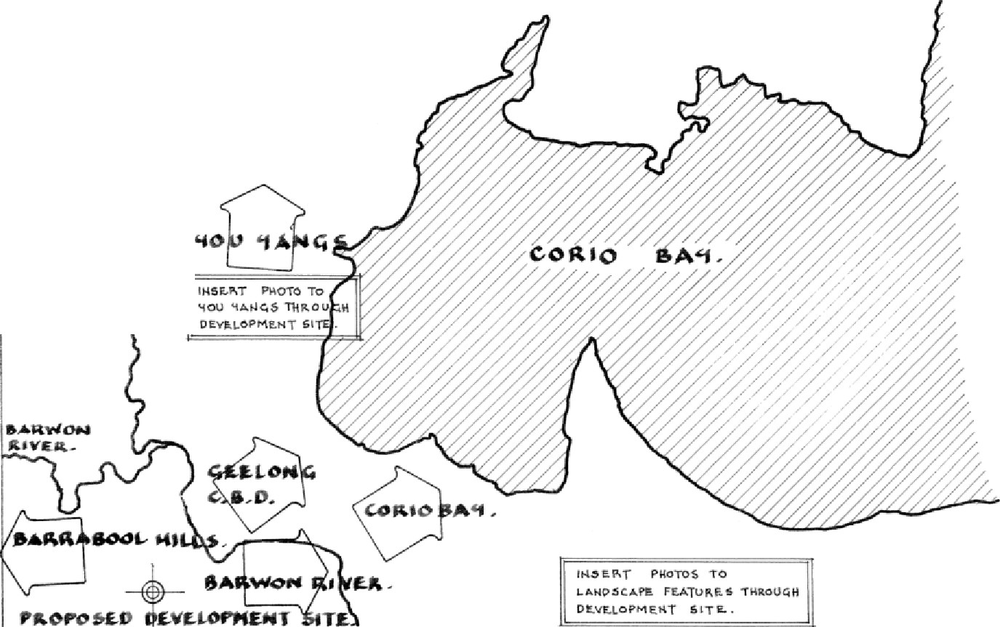 YOU YANGS
CORIO BAY.
INSERT PHOTO TO
YOU YANGS THROUGH
DEVELOPMENT SITE.
BARWON
RIVER.
GEELONG
C.B.D.
CORIO BAY.
BARRABOOL HILLS.
BARWON RIVER.
INSERT PHOTOS TO
LANDSCAPE FEATURES THROUGH
DEVELOPMENT SITE.
PROPOSED DEVELOPMENT SITE.